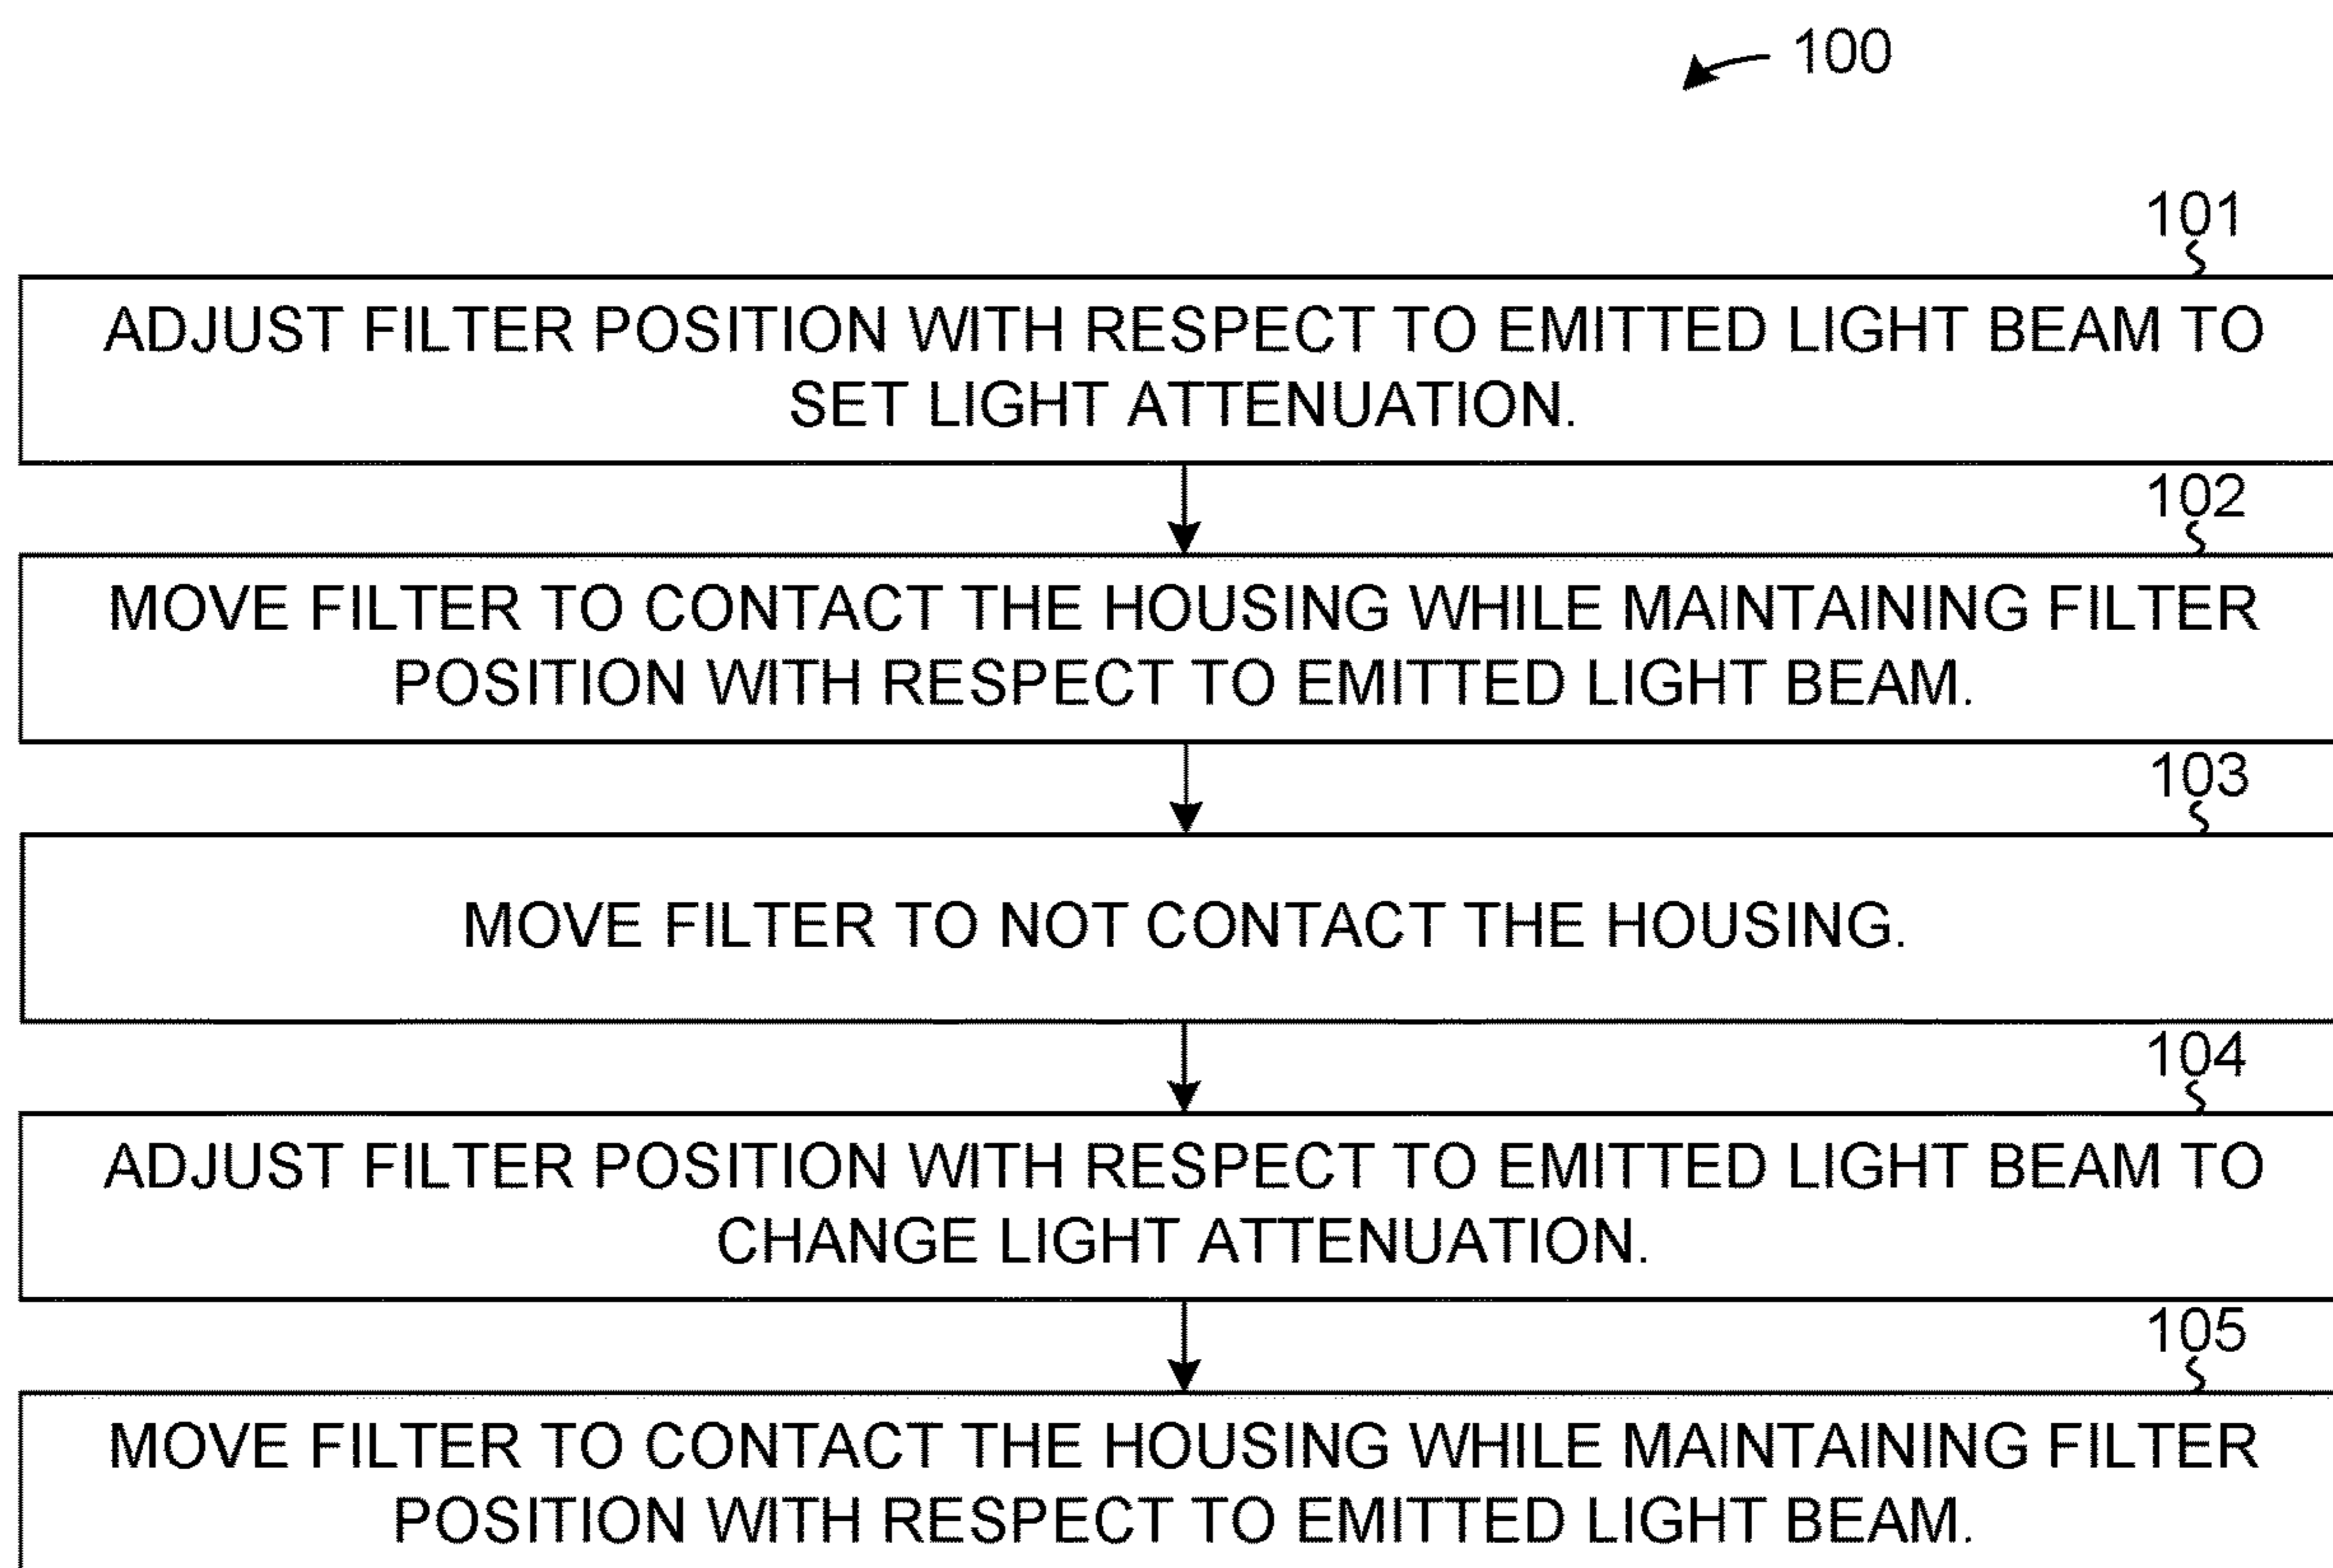 100
101
ADJUST FILTER POSITION WITH RESPECT TO EMITTED LIGHT BEAM TO
SET LIGHT ATTENUATION.
102
MOVE FILTER TO CONTACT THE HOUSING WHILE MAINTAINING FILTER
POSITION WITH RESPECT TO EMITTED LIGHT BEAM.
103
MOVE FILTER TO NOT CONTACT THE HOUSING.
104
ADJUST FILTER POSITION WITH RESPECT TO EMITTED LIGHT BEAM TO
CHANGE LIGHT ATTENUATION.
105
MOVE FILTER TO CONTACT THE HOUSING WHILE MAINTAINING FILTER
POSITION WITH RESPECT TO EMITTED LIGHT BEAM.